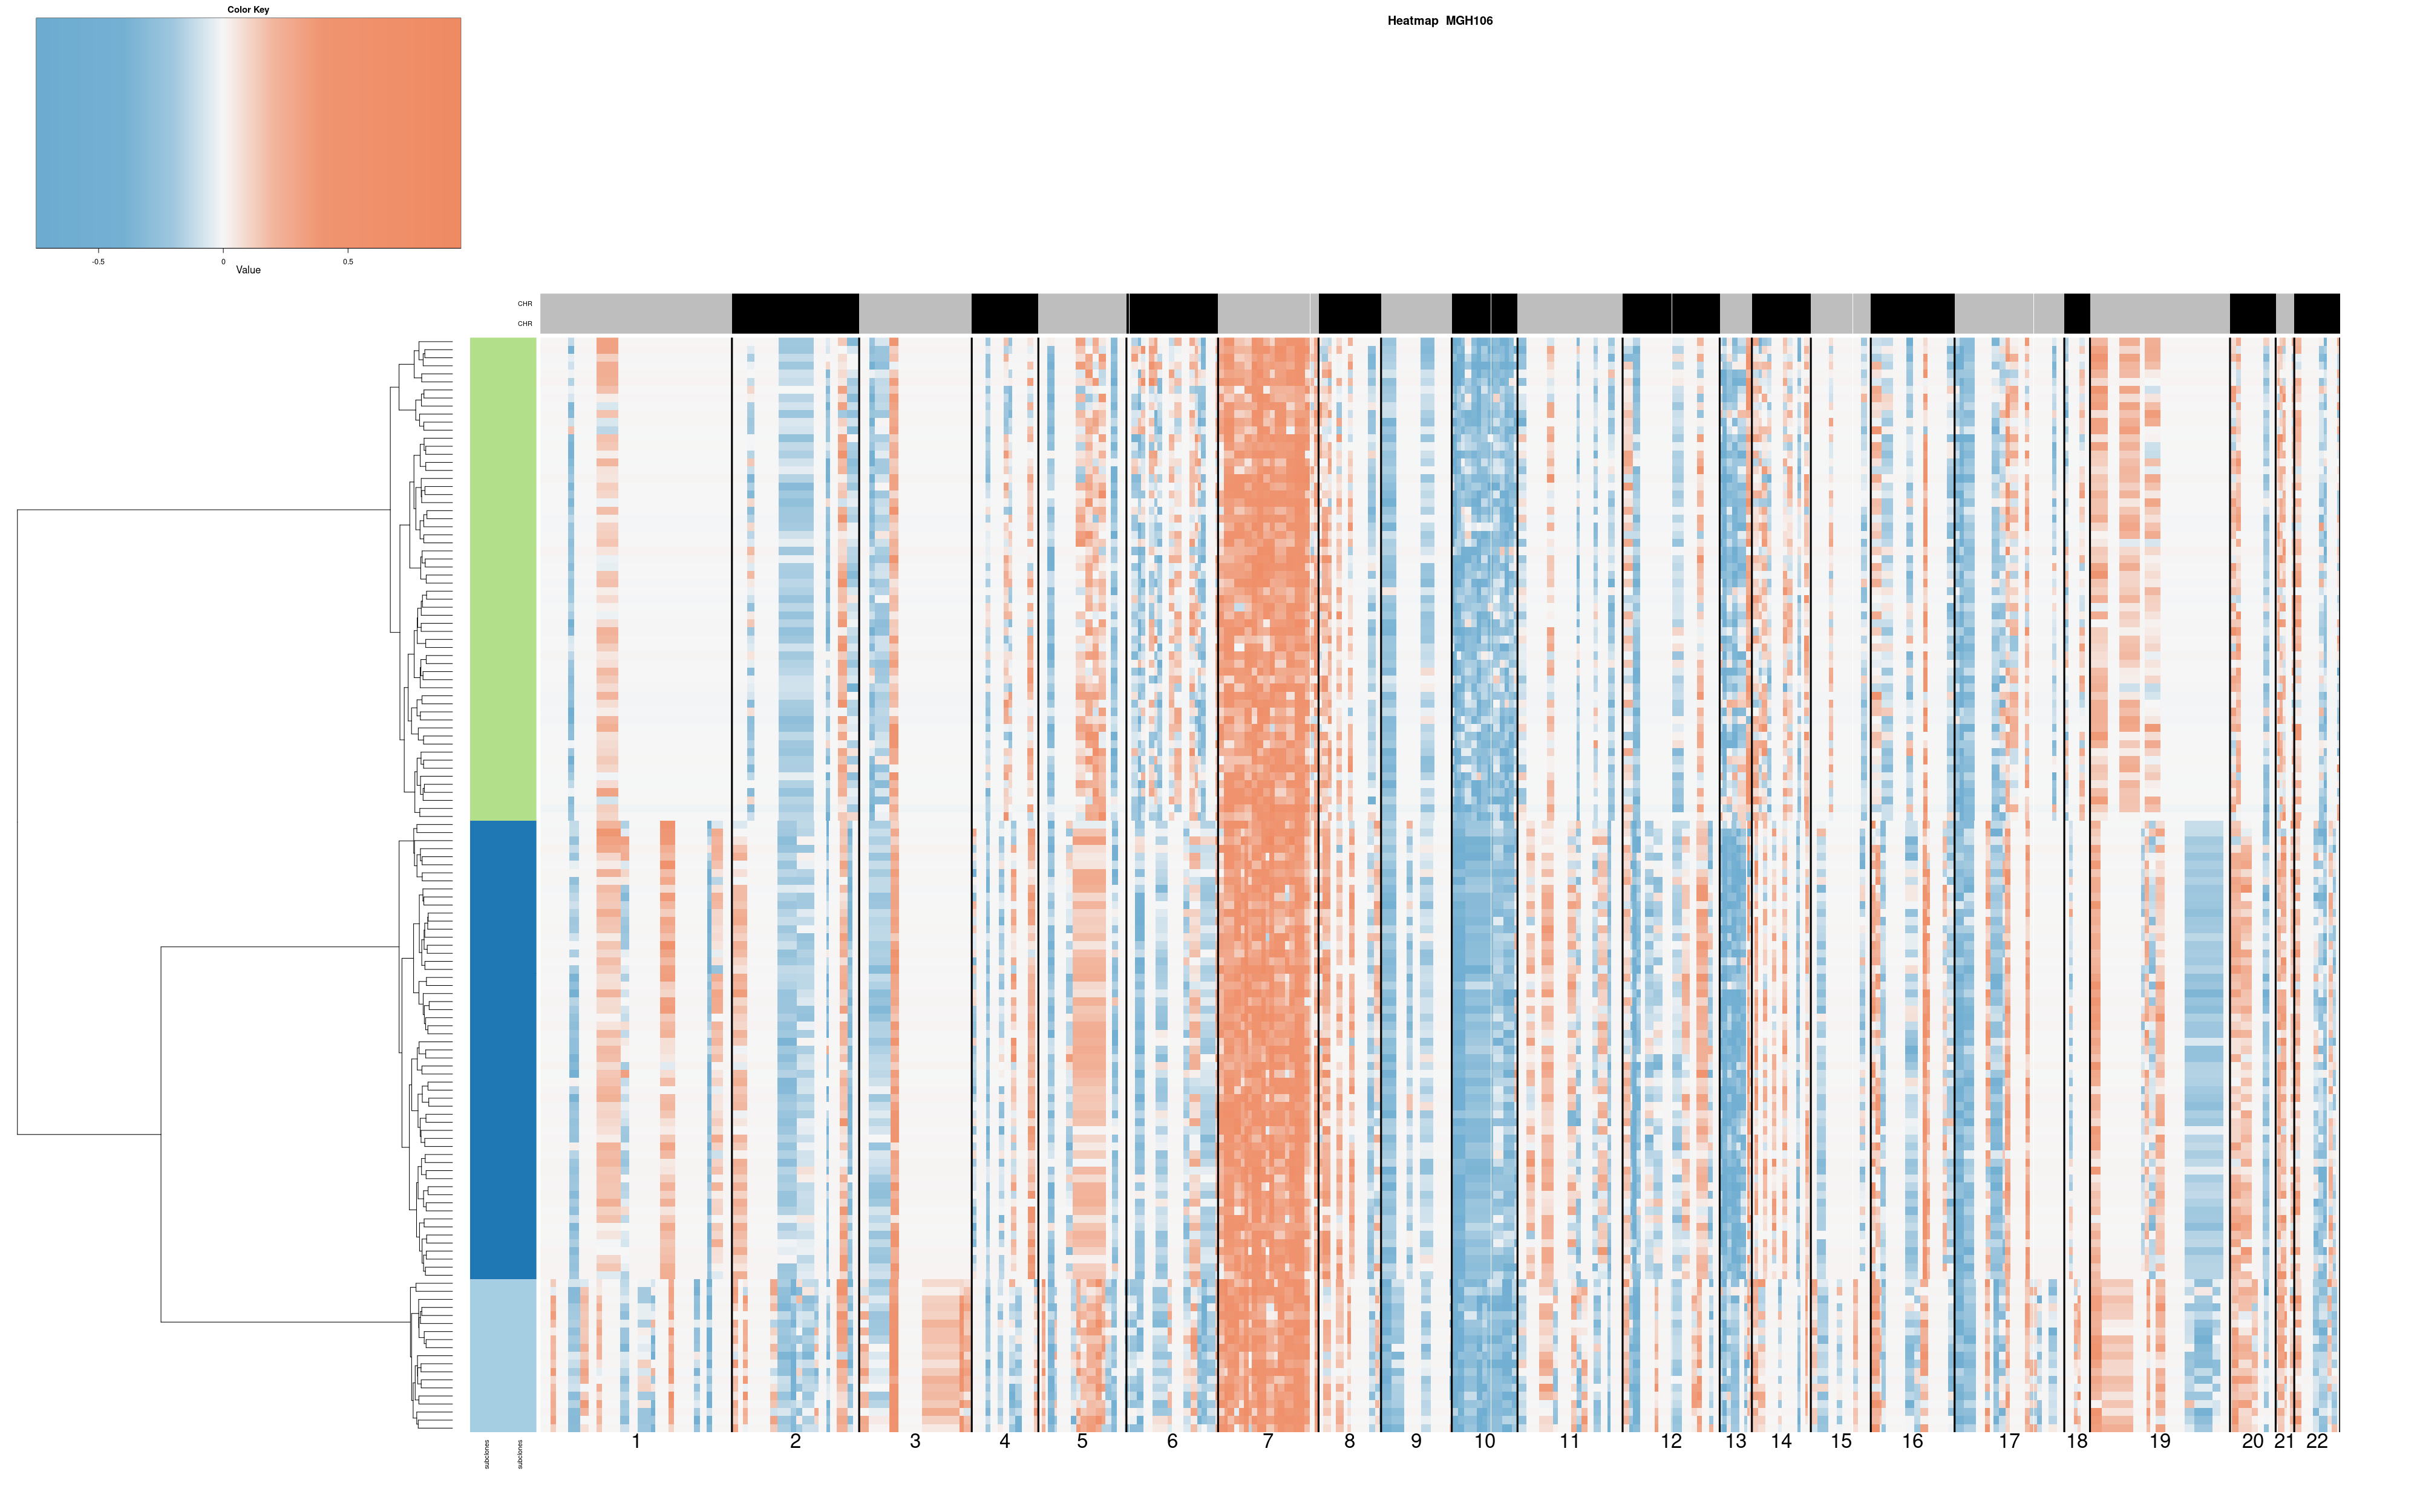 Color Key
Heatmap MGH106
-0.5 0 0.5
Value
CHR
CHR
1 2 3 4 5 6 7 8 9 10 11 12 13 14 15 16 17 18 19 20 21 22
subclones
subclones